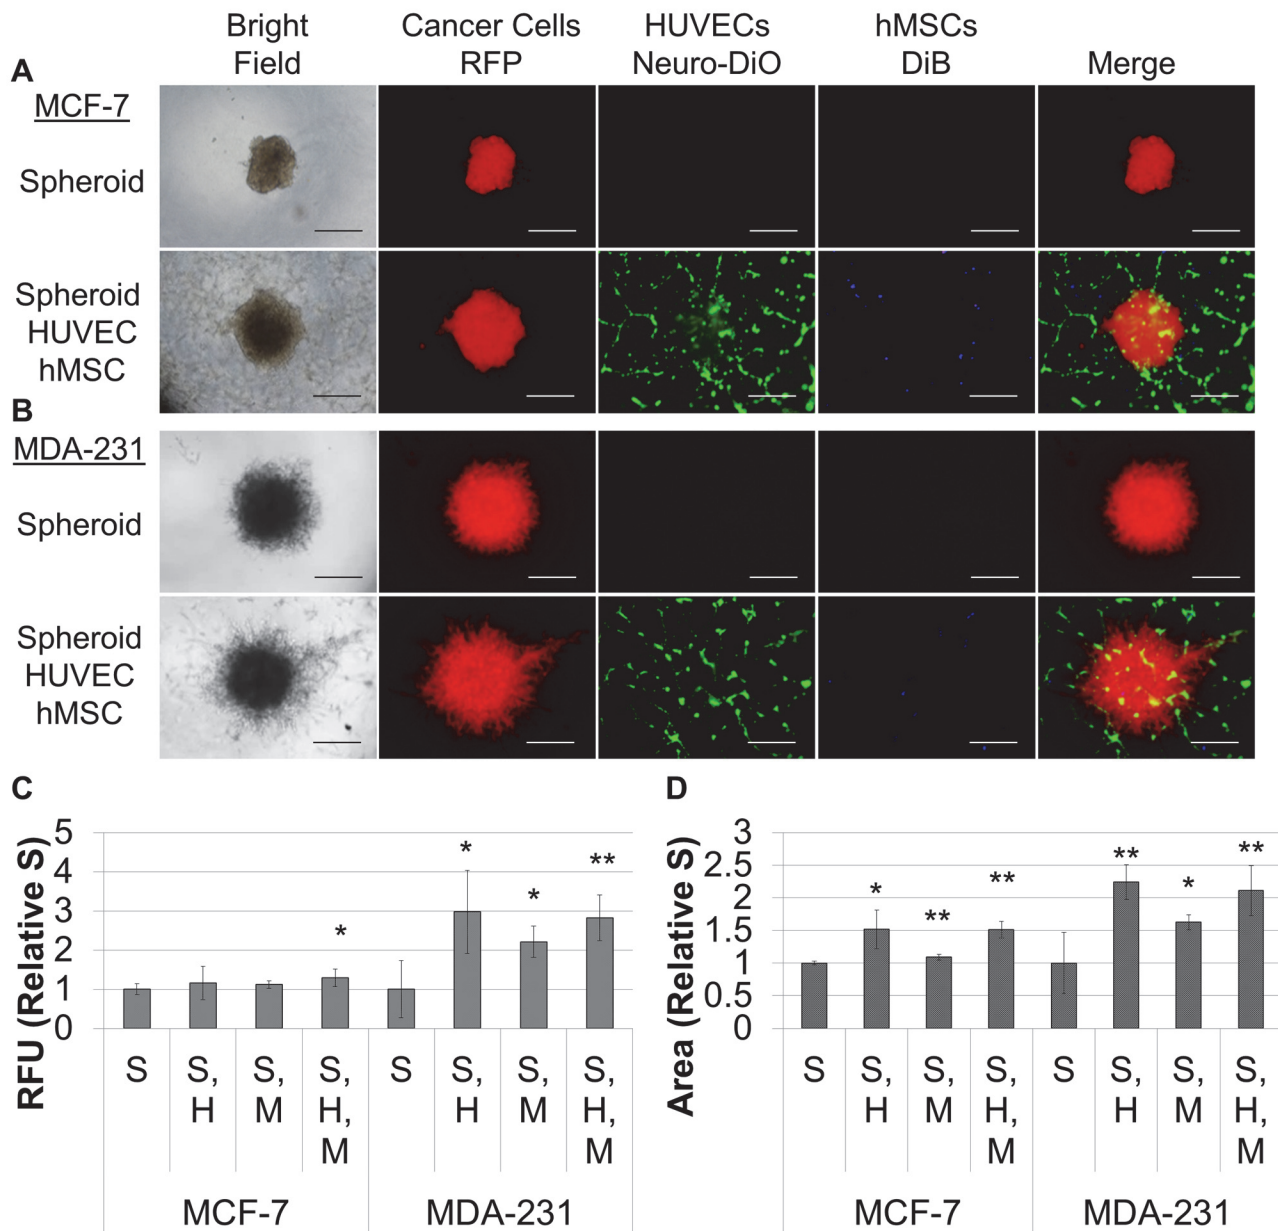 Bright Field
Cancer Cells RFP
HUVECs Neuro-DiO
hMSCs DiB
Merge
A
MCF-7
Spheroid
Spheroid
HUVEC
hMSC
B
MDA-231
Spheroid
Spheroid
HUVEC
hMSC
C
RFU (Relative S)
5
4
3
2
1
0
*
*
*
**
S
S, H
S, M
S, H, M
S
S, H
S, M
S, H, M
MCF-7
MDA-231
D
Area (Relative S)
3
2.5
2
1.5
1
0.5
0
*
**
**
**
*
**
S
S, H
S, M
S, H, M
S
S, H
S, M
S, H, M
MCF-7
MDA-231